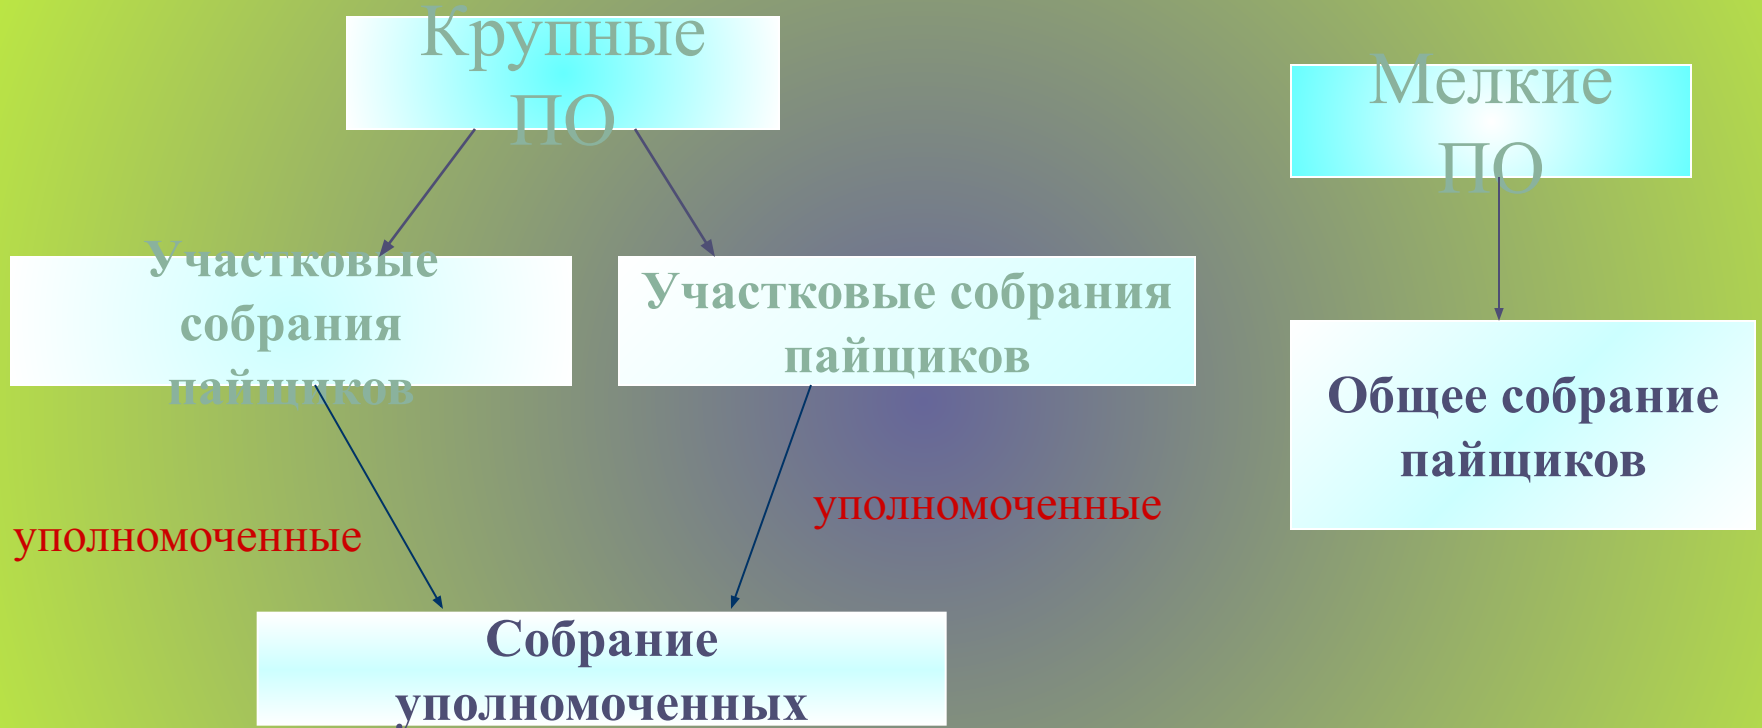 Крупные
ПО
Мелкие
ПО
Участковые
собрания
пайщиков
Участковые собрания
пайщиков
Общее собрание
пайщиков
уполномоченные
уполномоченные
Собрание
уполномоченных